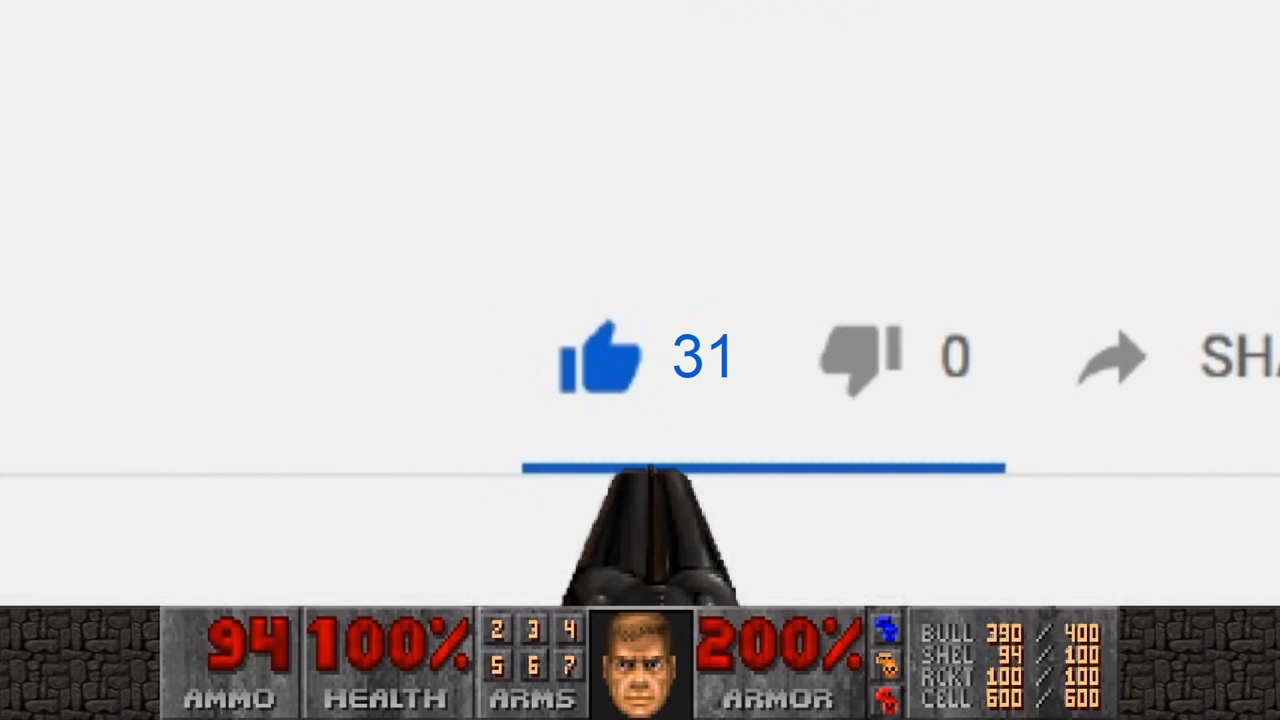 31 0 SHA
94 100% 2 3 4 200% BULL 390 / 400
5 6 7 SHEL 94 / 100
RCKT 100 / 100
AMMO HEALTH ARMS ARMOR CELL 600 / 600